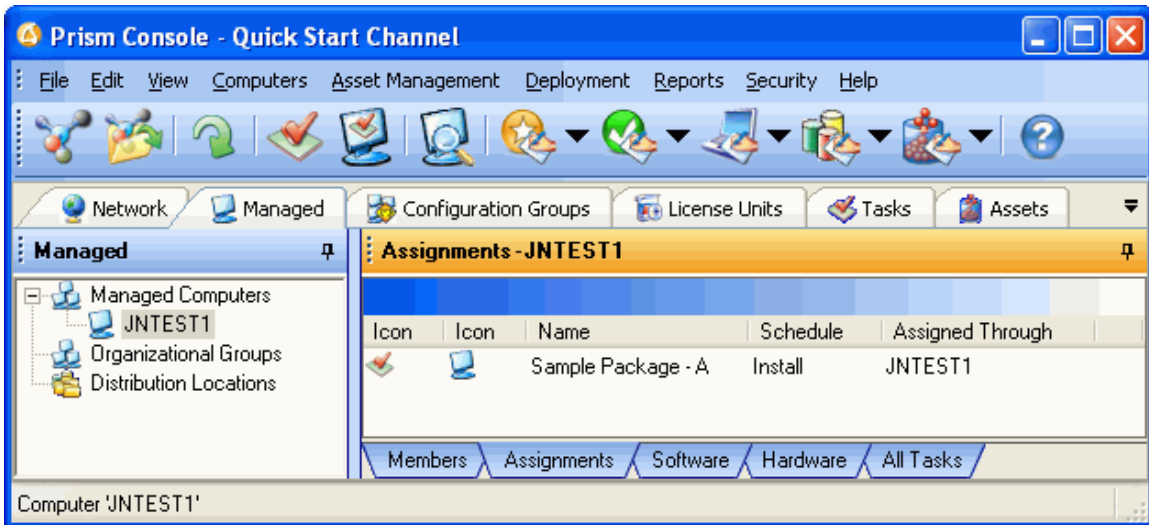 Prism Console - Quick Start Channel
File Edit View Computers Asset Management Deployment Reports Security Help
Network Managed Configuration Groups License Units Tasks Assets
Managed
Assignments - JNTEST1
Managed Computers
JNTEST1
Organizational Groups
Distribution Locations
Icon Icon Name Schedule Assigned Through
Sample Package - A Install JNTEST1
Members Assignments Software Hardware All Tasks
Computer 'JNTEST1'